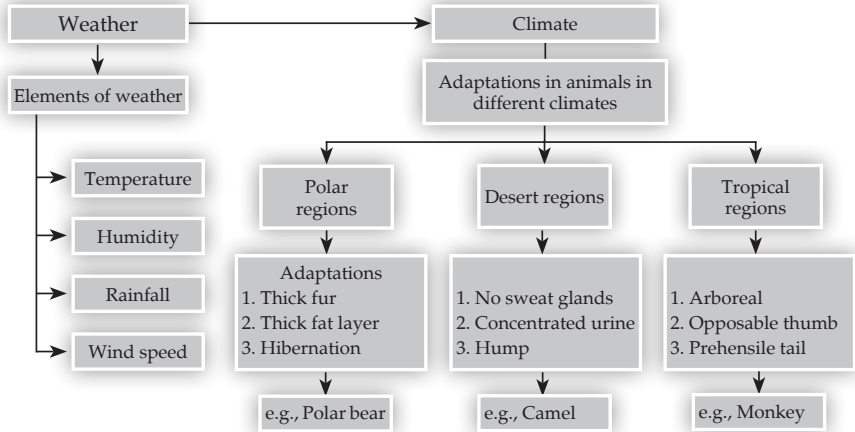 Weather
Climate
Elements of weather
Adaptations in animals in
different climates
Temperature
Humidity
Rainfall
Wind speed
Polar
regions
Desert regions
Tropical
regions
Adaptations
1. Thick fur
2. Thick fat layer
3. Hibernation
1. No sweat glands
2. Concentrated urine
3. Hump
1. Arboreal
2. Opposable thumb
3. Prehensile tail
e.g., Polar bear
e.g., Camel
e.g., Monkey